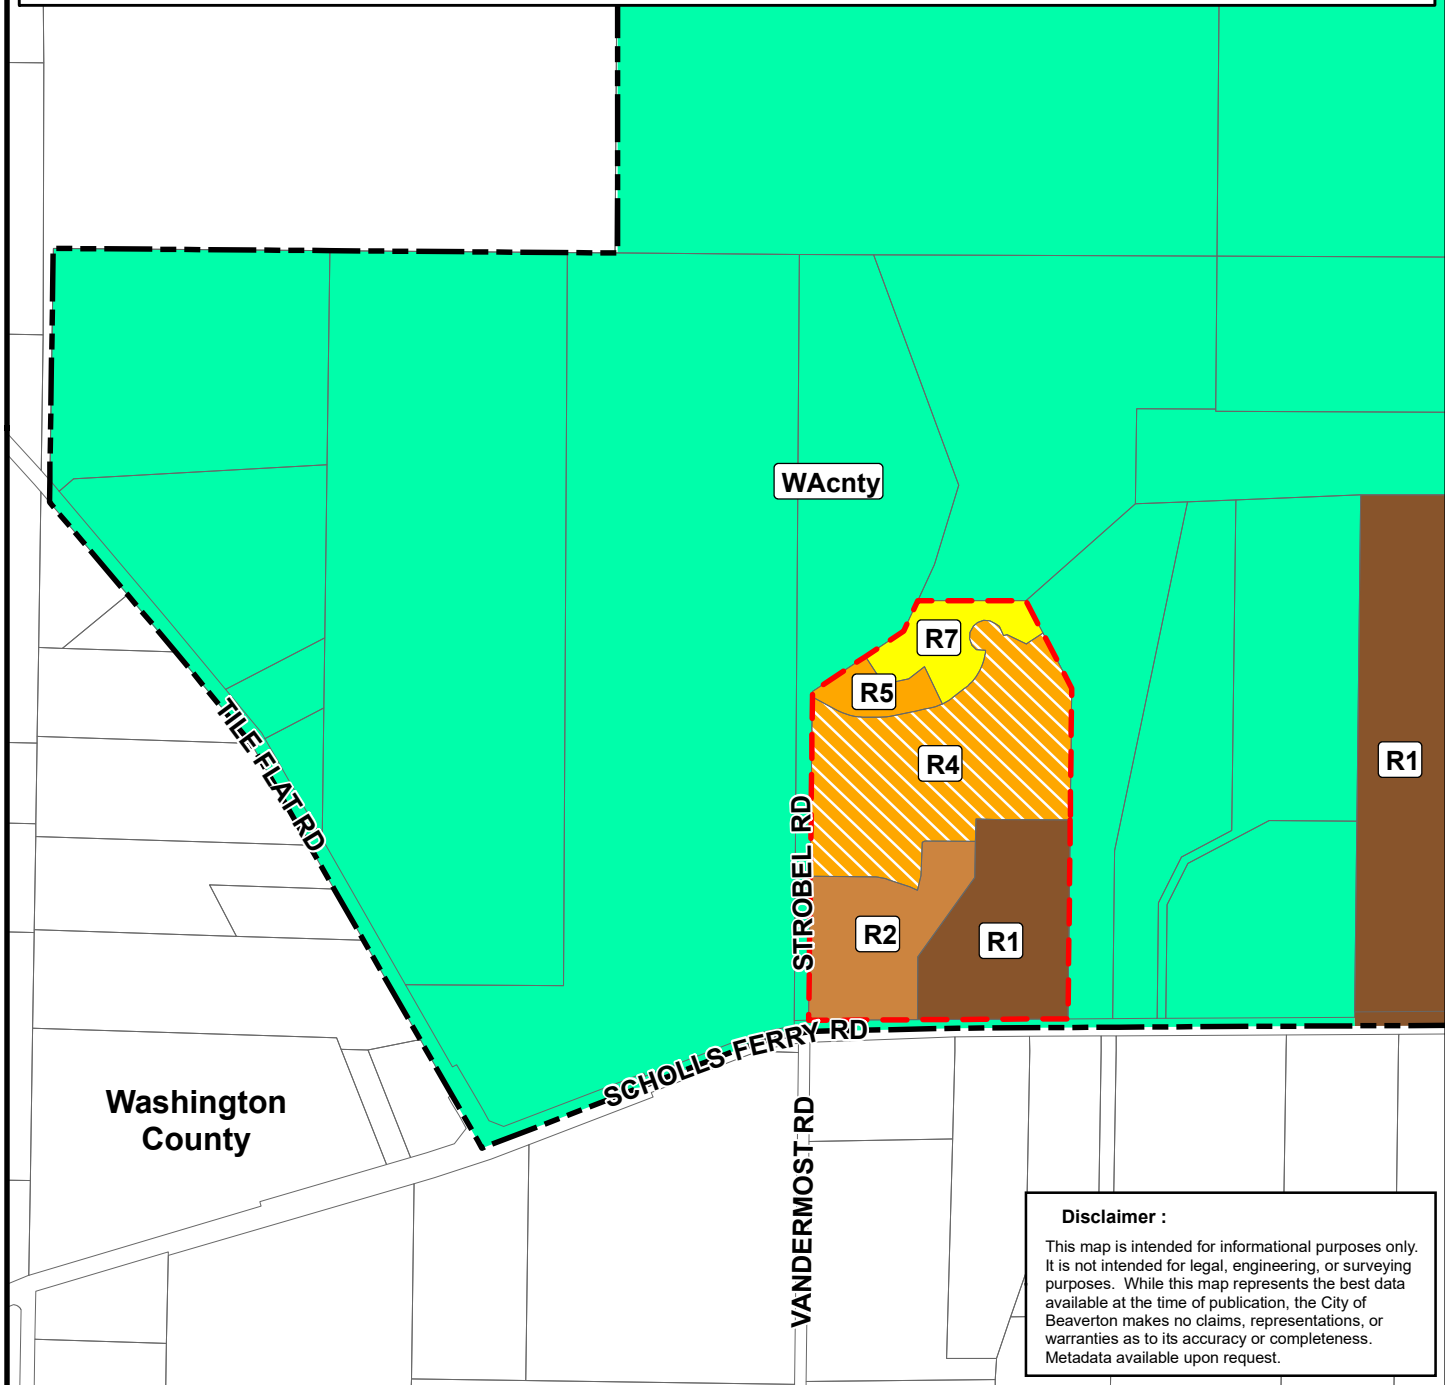 WAcnty
R7
R5
R4
R1
TILE FLAT RD
STROBEL RD
R2
R1
SCHOLLS FERRY RD
Washington
County
VANDERMOST RD
Disclaimer :
This map is intended for informational purposes only.
It is not intended for legal, engineering, or surveying
purposes.  While this map represents the best data
available at the time of publication, the City of
Beaverton makes no claims, representations, or
warranties as to its accuracy or completeness.
Metadata available upon request.